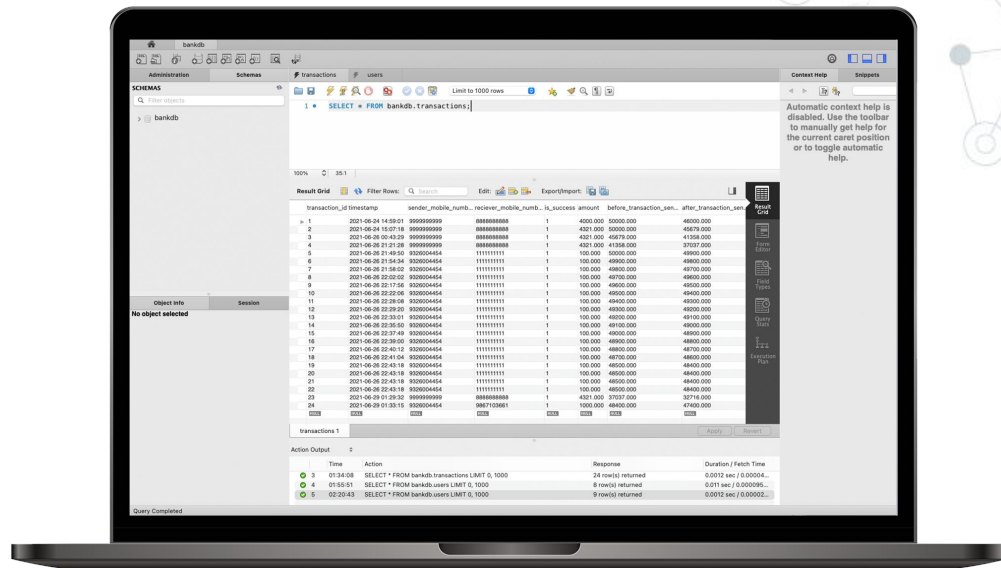 bankdb
Administration Schemas
transactions users
Context Help Snippets
SCHEMAS
Filter objects
bankdb
Limit to 1000 rows
1 SELECT * FROM bankdb.transactions;
Automatic context help is
disabled. Use the toolbar
to manually get help for
the current caret position
or to toggle automatic
help.
100% 35:1
Result Grid Filter Rows: Search Edit: Export/Import:
Result
Grid
Form
Editor
Field
Types
Query
Stats
Execution
Plan
transaction_id timestamp sender_mobile_numb... reciever_mobile_numb... is_success amount before_transaction_sen... after_transaction_sen...
1 2021-06-24 14:59:01 9999999999 8888888888 1 4000.000 50000.000 46000.000
2 2021-06-24 15:07:18 9999999999 8888888888 1 4321.000 50000.000 45679.000
3 2021-06-26 00:43:29 9999999999 8888888888 1 4321.000 45679.000 41358.000
4 2021-06-26 21:21:28 9999999999 8888888888 1 4321.000 41358.000 37037.000
5 2021-06-26 21:49:50 9326004454 1111111111 1 100.000 50000.000 49900.000
6 2021-06-26 21:54:34 9326004454 1111111111 1 100.000 49900.000 49800.000
7 2021-06-26 21:58:02 9326004454 1111111111 1 100.000 49800.000 49700.000
8 2021-06-26 22:02:02 9326004454 1111111111 1 100.000 49700.000 49600.000
9 2021-06-26 22:17:56 9326004454 1111111111 1 100.000 49600.000 49500.000
10 2021-06-26 22:22:06 9326004454 1111111111 1 100.000 49500.000 49400.000
11 2021-06-26 22:28:08 9326004454 1111111111 1 100.000 49400.000 49300.000
12 2021-06-26 22:29:20 9326004454 1111111111 1 100.000 49300.000 49200.000
13 2021-06-26 22:33:01 9326004454 1111111111 1 100.000 49200.000 49100.000
14 2021-06-26 22:35:50 9326004454 1111111111 1 100.000 49100.000 49000.000
15 2021-06-26 22:37:49 9326004454 1111111111 1 100.000 49000.000 48900.000
16 2021-06-26 22:39:00 9326004454 1111111111 1 100.000 48900.000 48800.000
17 2021-06-26 22:40:12 9326004454 1111111111 1 100.000 48800.000 48700.000
18 2021-06-26 22:41:04 9326004454 1111111111 1 100.000 48700.000 48600.000
19 2021-06-26 22:43:18 9326004454 1111111111 1 100.000 48600.000 48500.000
20 2021-06-26 22:43:18 9326004454 1111111111 1 100.000 48500.000 48400.000
21 2021-06-26 22:43:18 9326004454 1111111111 1 100.000 48500.000 48400.000
22 2021-06-26 22:43:18 9326004454 1111111111 1 100.000 48500.000 48400.000
23 2021-06-29 01:29:32 9999999999 8888888888 1 4321.000 37037.000 32716.000
24 2021-06-29 01:33:15 9326004454 9867103661 1 1000.000 48400.000 47400.000
NULL NULL NULL NULL NULL NULL NULL NULL
Object Info Session
No object selected
transactions 1 Apply Revert
Action Output
Time Action Response Duration / Fetch Time
3 01:34:08 SELECT * FROM bankdb.transactions LIMIT 0, 1000 24 row(s) returned 0.0012 sec / 0.00004...
4 01:55:51 SELECT * FROM bankdb.users LIMIT 0, 1000 8 row(s) returned 0.011 sec / 0.000095...
5 02:20:43 SELECT * FROM bankdb.users LIMIT 0, 1000 9 row(s) returned 0.0012 sec / 0.00002...
Query Completed